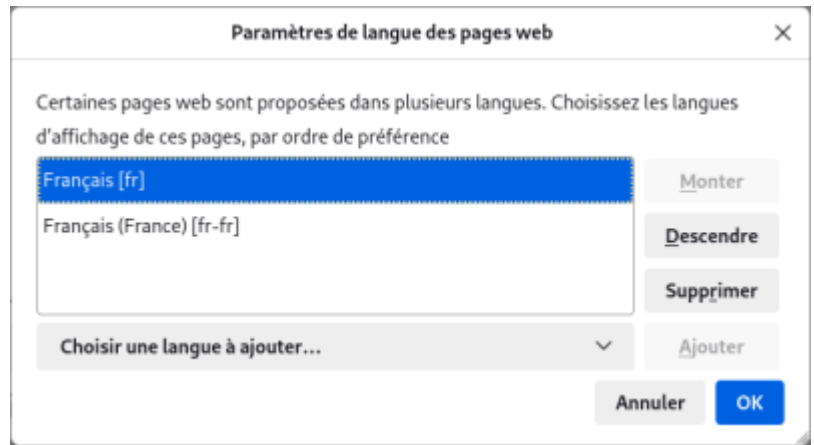 Paramètres de langue des pages web
Certaines pages web sont proposées dans plusieurs langues. Choisissez les langues
d'affichage de ces pages, par ordre de préférence
Français [fr]
Monter
Français (France) [fr-fr]
Descendre
Supprimer
Choisir une langue à ajouter...
Ajouter
Annuler
OK